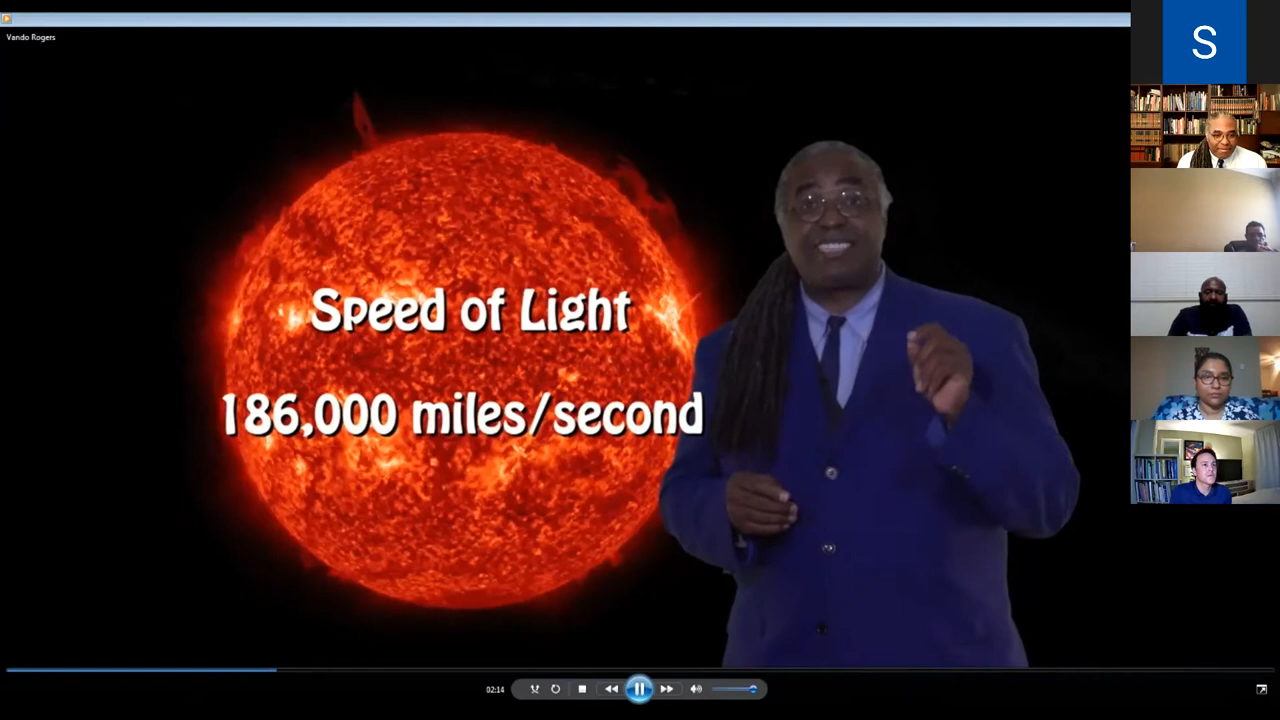 Vando Rogers
S
Speed of Light
186,000 miles/second
02:14